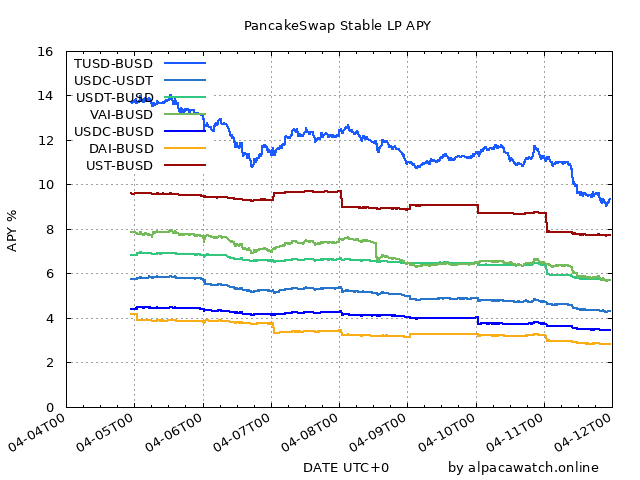 PancakeSwap Stable LP APY
APY %
16
14
12
10
8
6
4
2
0
TUSD-BUSD
USDC-USDT
USDT-BUSD
VAI-BUSD
USDC-BUSD
DAI-BUSD
UST-BUSD
04-04T00
04-05T00
04-06T00
04-07T00
04-08T00
04-09T00
04-10T00
04-11T00
04-12T00
DATE UTC+0
by alpacawatch.online